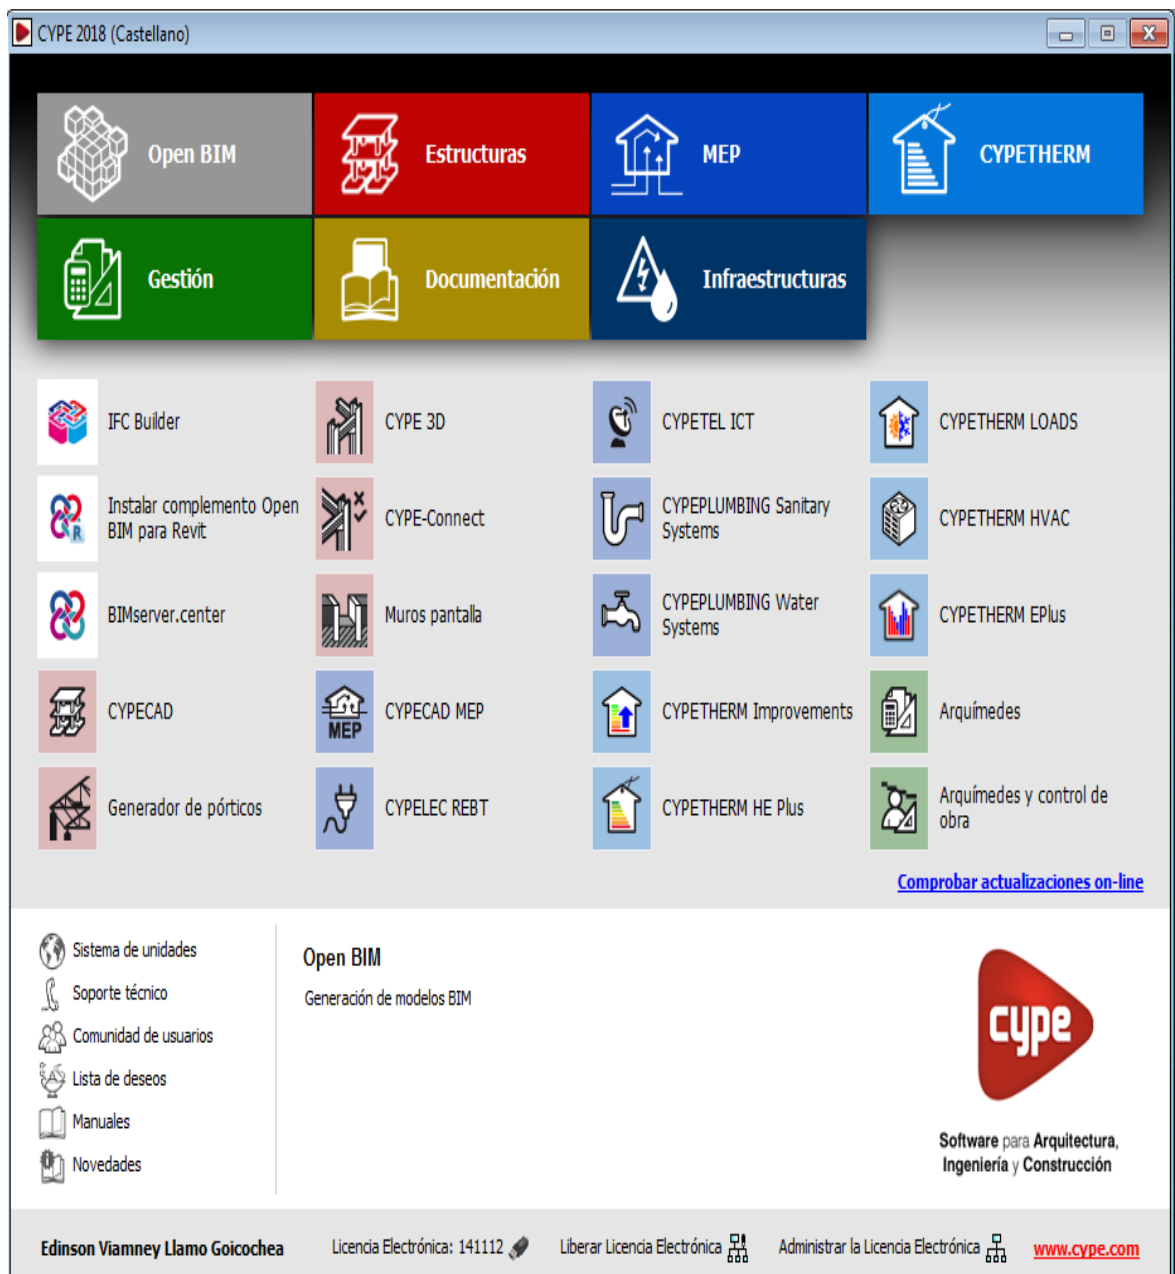 CYPE 2018 (Castellano)
Open BIM
Estructuras
MEP
CYPETHERM
Gestión
Documentación
Infraestructuras
IFC Builder
CYPE 3D
CYPETEL ICT
CYPETHERM LOADS
Instalar complemento Open
BIM para Revit
CYPE-Connect
CYPEPLUMBING Sanitary
Systems
CYPETHERM HVAC
BIMserver.center
Muros pantalla
CYPEPLUMBING Water
Systems
CYPETHERM EPlus
CYPECAD
MEP
CYPECAD MEP
CYPETHERM Improvements
Arquímedes
Generador de pórticos
CYPELEC REBT
CYPETHERM HE Plus
Arquímedes y control de
obra
Comprobar actualizaciones on-line
Sistema de unidades
Soporte técnico
Comunidad de usuarios
Lista de deseos
Manuales
Novedades
Open BIM
Generación de modelos BIM
cype
Software para Arquitectura,
Ingeniería y Construcción
Edinson Viamney Llamo Goicochea
Licencia Electrónica: 141112
Liberar Licencia Electrónica
Administrar la Licencia Electrónica
www.cype.com